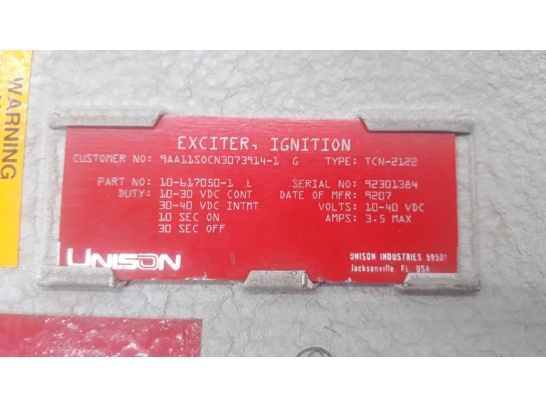 WARNING
EXCITER, IGNITION
CUSTOMER NO: 9AA11S0CN3073914-1 G TYPE: TCN-2122
PART NO: 10-617050-1 L SERIAL NO: 92301384
DUTY: 10-30 VDC CONT DATE OF MFR: 9207
30-40 VDC INTMT VOLTS: 10-40 VDC
10 SEC ON AMPS: 3.5 MAX
30 SEC OFF
UNISON
UNISON INDUSTRIES 59501
Jacksonville, FL, USA